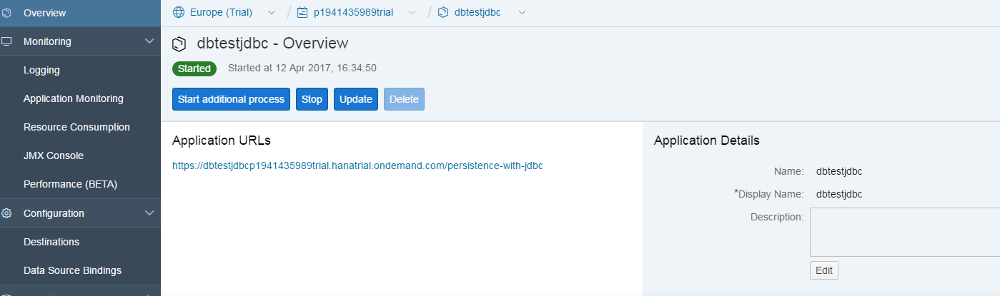 Overview
Monitoring
Logging
Application Monitoring
Resource Consumption
JMX Console
Performance (BETA)
Configuration
Destinations
Data Source Bindings
Europe (Trial) / p1941435989trial / dbtestjdbc
dbtestjdbc - Overview
Started Started at 12 Apr 2017, 16:34:50
Start additional process Stop Update Delete
Application URLs
https://dbtestjdbcp1941435989trial.hanatrial.ondemand.com/persistence-with-jdbc
Application Details
Name: dbtestjdbc
*Display Name: dbtestjdbc
Description:
Edit